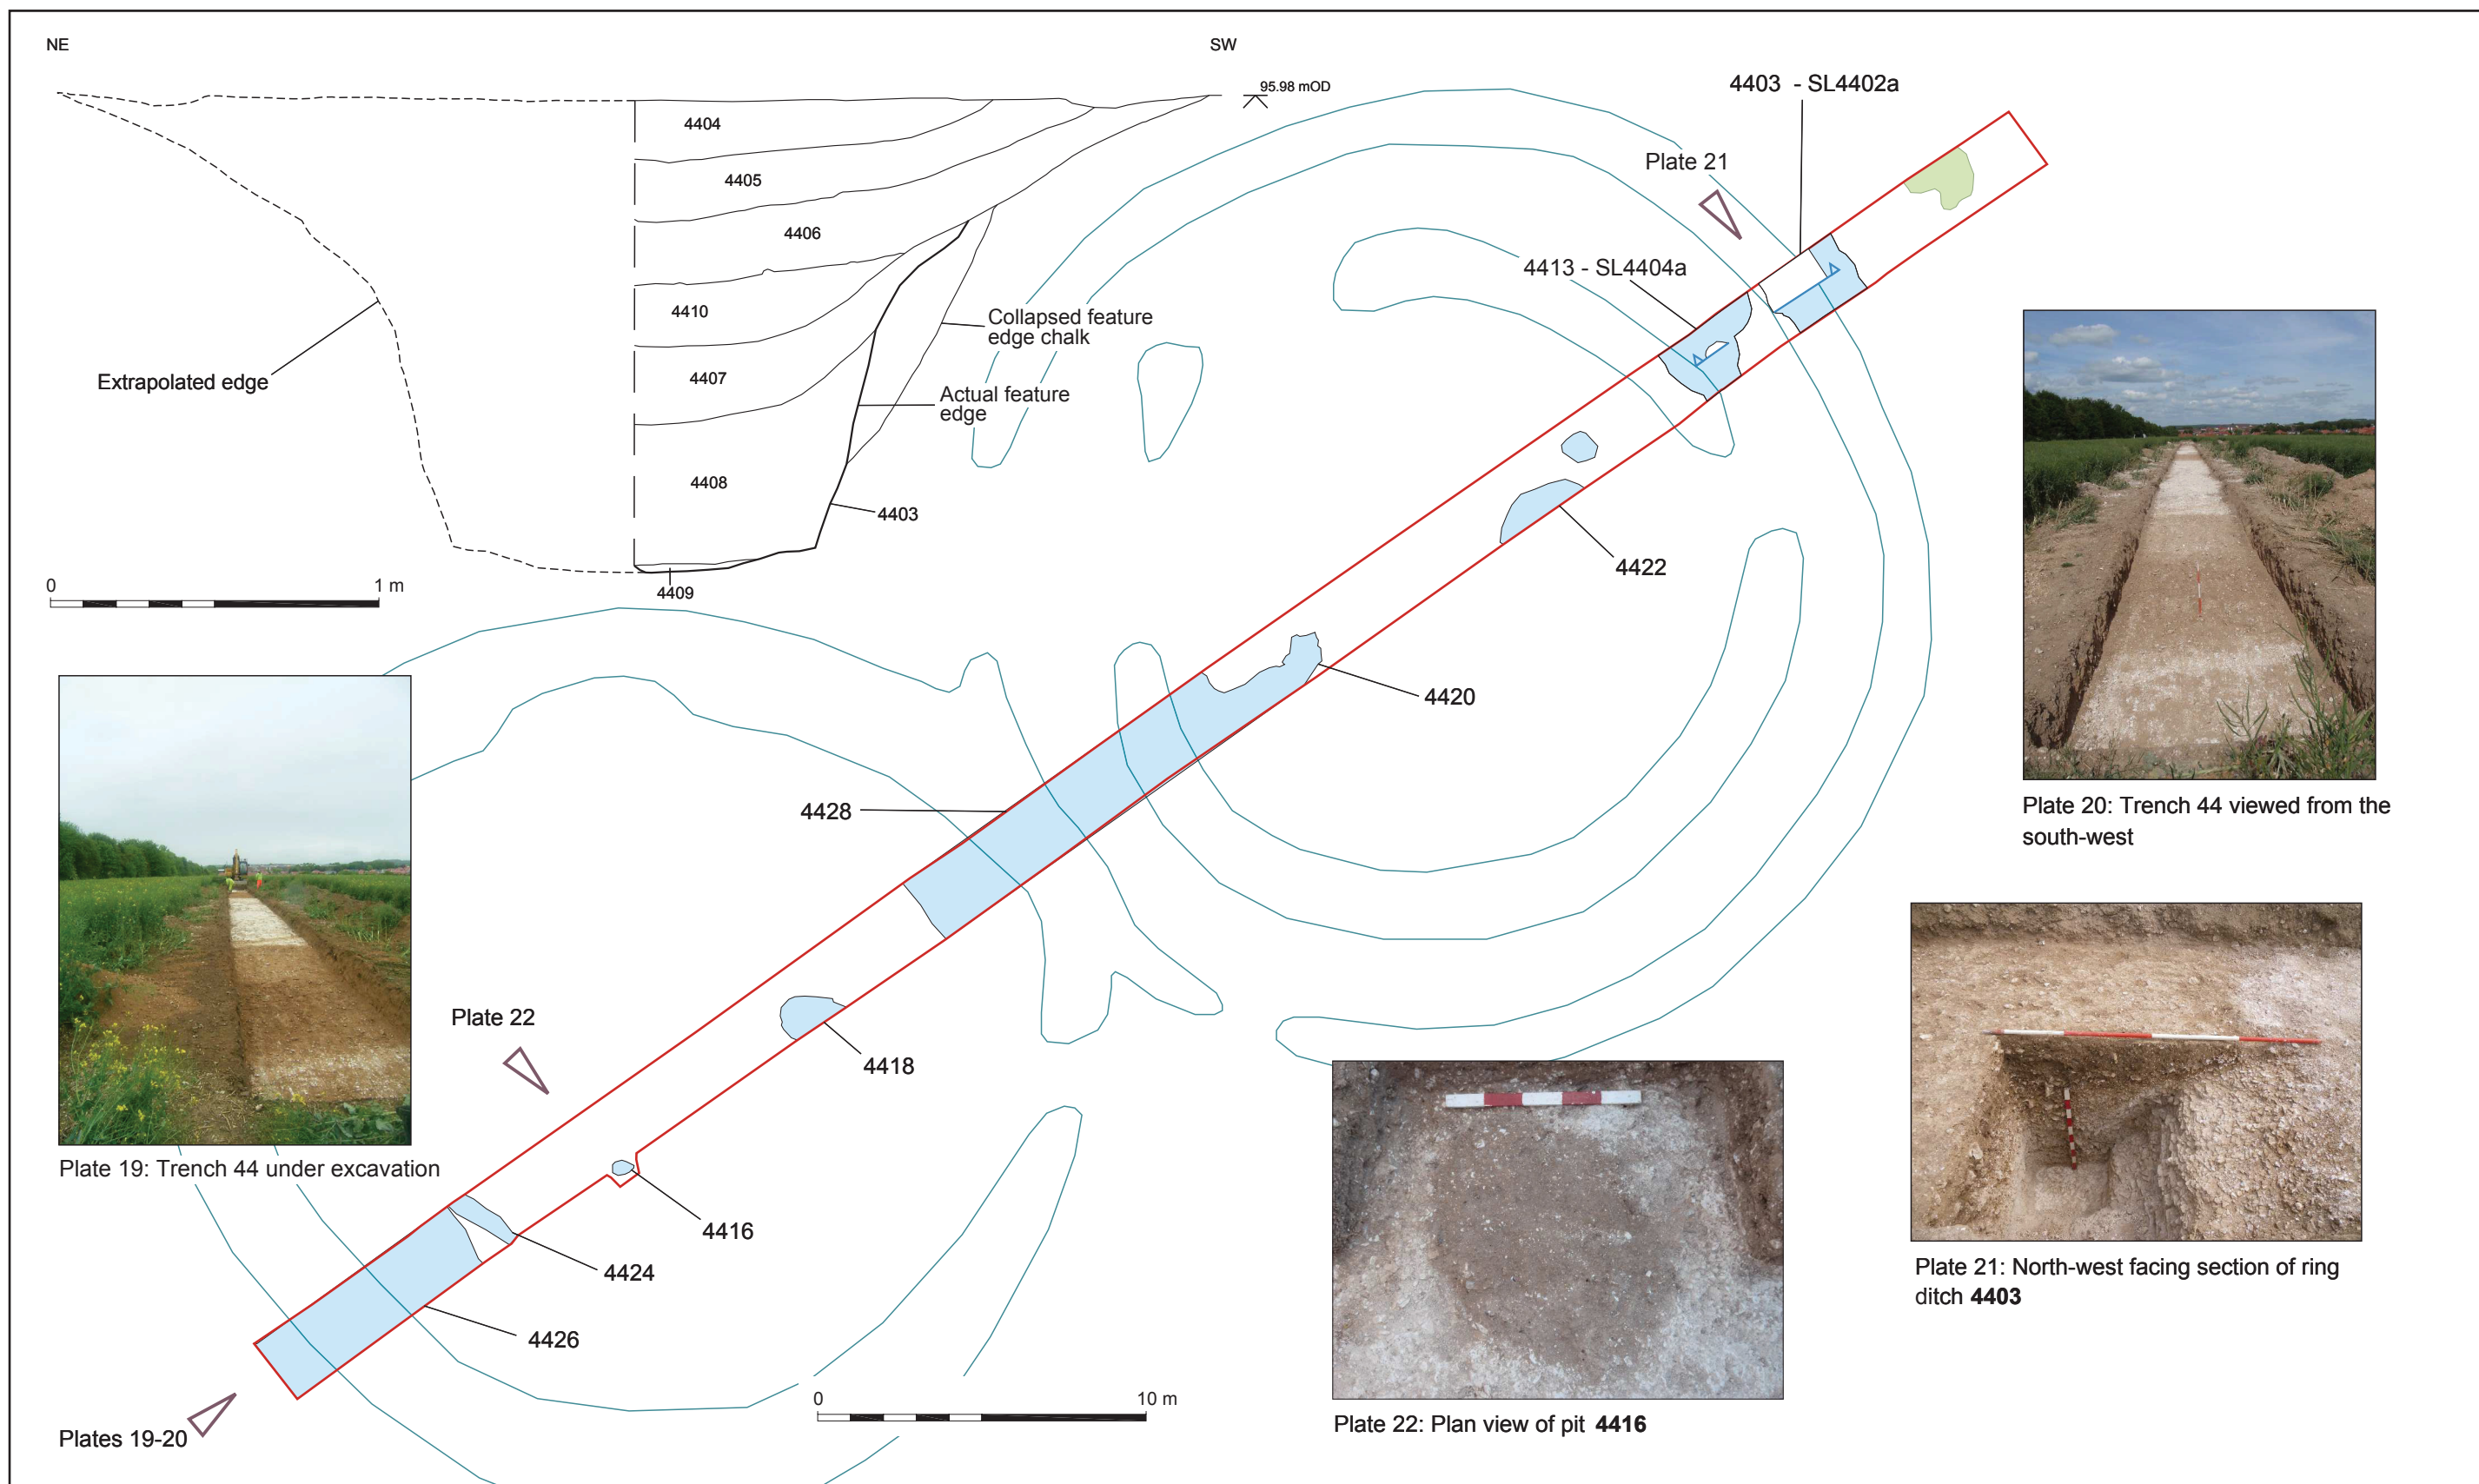 NE
SW
95.98 mOD
4403 - SL4402a
4404
Plate 21
4405
4406
4413 - SL4404a
4410
Collapsed feature
edge chalk
Extrapolated edge
4407
Actual feature
edge
4408
4403
4422
0 1 m
4409
4420
4428
Plate 20: Trench 44 viewed from the
south-west
Plate 22
4418
Plate 19: Trench 44 under excavation
4416
4424
Plate 21: North-west facing section of ring
ditch 4403
4426
0 10 m
Plate 22: Plan view of pit 4416
Plates 19-20